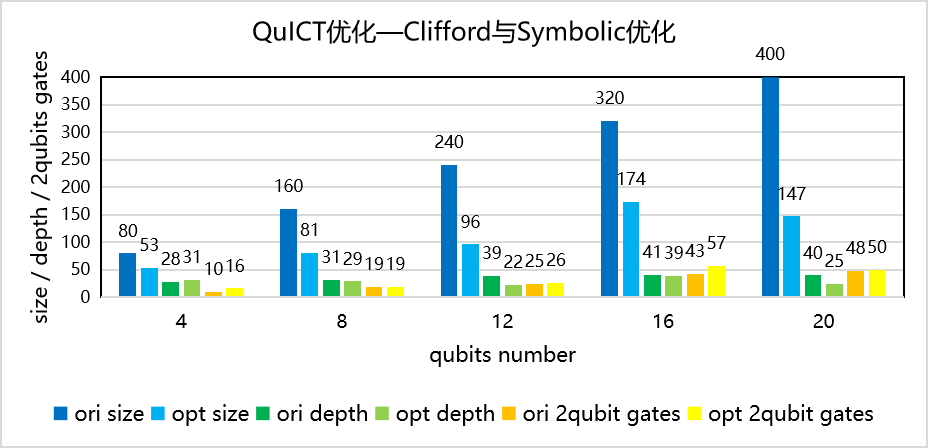 QuICT优化—Clifford与Symbolic优化
size / depth / 2qubits gates
400
350
300
250
200
150
100
50
0
80 53 28 31 10 16
160 81 31 29 19 19
240 96 39 22 25 26
320 174 41 39 43 57
400 147 40 25 48 50
4 8 12 16 20
qubits number
ori size opt size ori depth opt depth ori 2qubit gates opt 2qubit gates